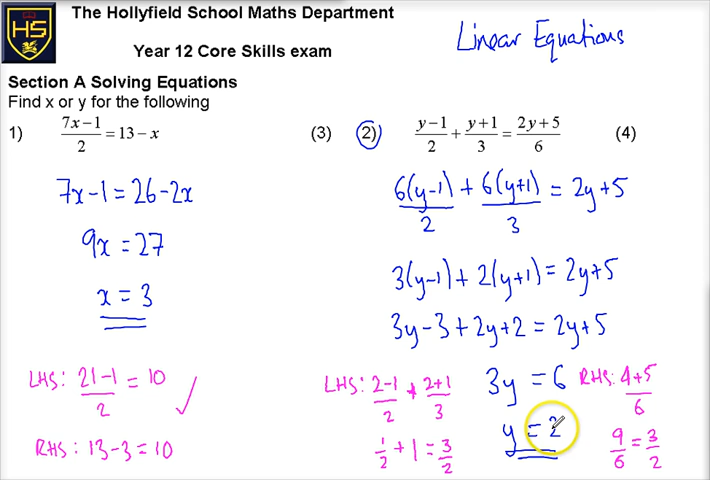 HS
The Hollyfield School Maths Department
Year 12 Core Skills exam
Linear Equations
Section A Solving Equations
Find x or y for the following
1) (7x−1)/2 = 13 − x (3)
7x−1 = 26−2x
9x = 27
x = 3
LHS: (21−1)/2 = 10 ✓
RHS: 13−3 = 10
2) (y−1)/2 + (y+1)/3 = (2y+5)/6 (4)
6(y−1)/2 + 6(y+1)/3 = 2y+5
3(y−1) + 2(y+1) = 2y+5
3y−3+2y+2 = 2y+5
3y = 6
y = 2
LHS: (2−1)/2 + (2+1)/3
1/2 + 1 = 3/2
RHS: (4+5)/6
9/6 = 3/2